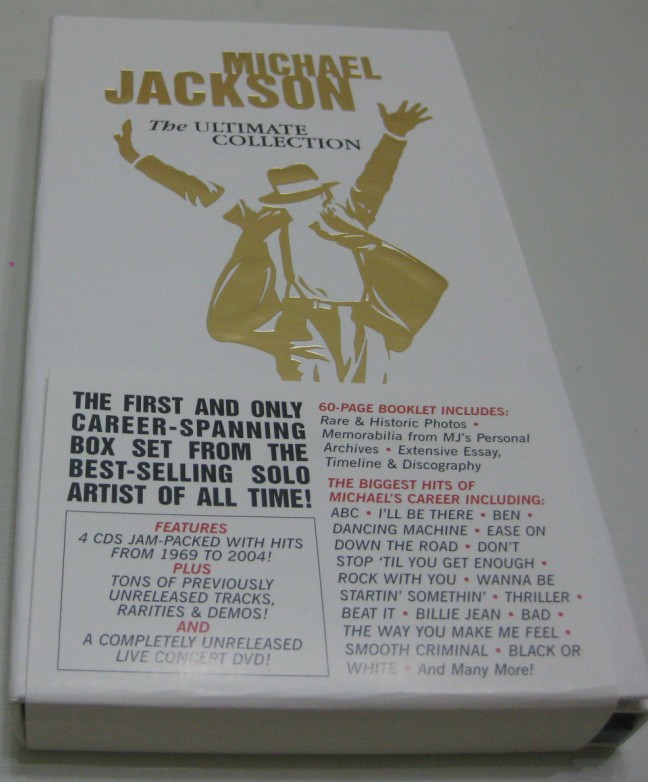 MICHAEL
JACKSON
The ULTIMATE
COLLECTION
THE FIRST AND ONLY
CAREER-SPANNING
BOX SET FROM THE
BEST-SELLING SOLO
ARTIST OF ALL TIME!
FEATURES
4 CDS JAM-PACKED WITH HITS
FROM 1969 TO 2004!
PLUS
TONS OF PREVIOUSLY
UNRELEASED TRACKS,
RARITIES & DEMOS!
AND
A COMPLETELY UNRELEASED
LIVE CONCERT DVD!
60-PAGE BOOKLET INCLUDES:
Rare & Historic Photos •
Memorabilia from MJ's Personal
Archives • Extensive Essay,
Timeline & Discography
THE BIGGEST HITS OF
MICHAEL'S CAREER INCLUDING:
ABC • I'LL BE THERE • BEN •
DANCING MACHINE • EASE ON
DOWN THE ROAD • DON'T
STOP 'TIL YOU GET ENOUGH •
ROCK WITH YOU • WANNA BE
STARTIN' SOMETHIN' • THRILLER •
BEAT IT • BILLIE JEAN • BAD •
THE WAY YOU MAKE ME FEEL •
SMOOTH CRIMINAL • BLACK OR
WHITE • And Many More!